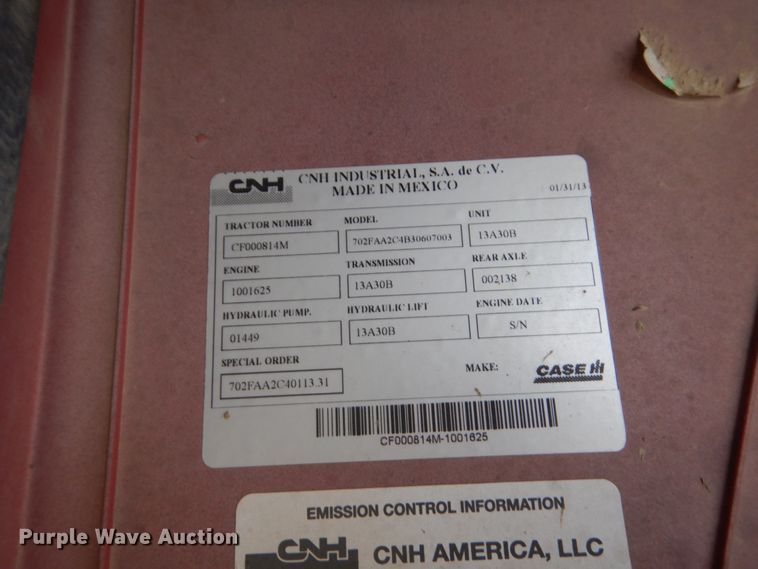 CNH
CNH INDUSTRIAL, S.A. de C.V.
MADE IN MEXICO
01/31/13
TRACTOR NUMBER MODEL UNIT
CF000814M 702FAA2C4B30607003 13A30B
ENGINE TRANSMISSION REAR AXLE
1001625 13A30B 002138
HYDRAULIC PUMP. HYDRAULIC LIFT ENGINE DATE
01449 13A30B S/N
SPECIAL ORDER MAKE: CASE IH
702FAA2C40113.31
CF000814M-1001625
EMISSION CONTROL INFORMATION
CNH CNH AMERICA, LLC
Purple Wave Auction®